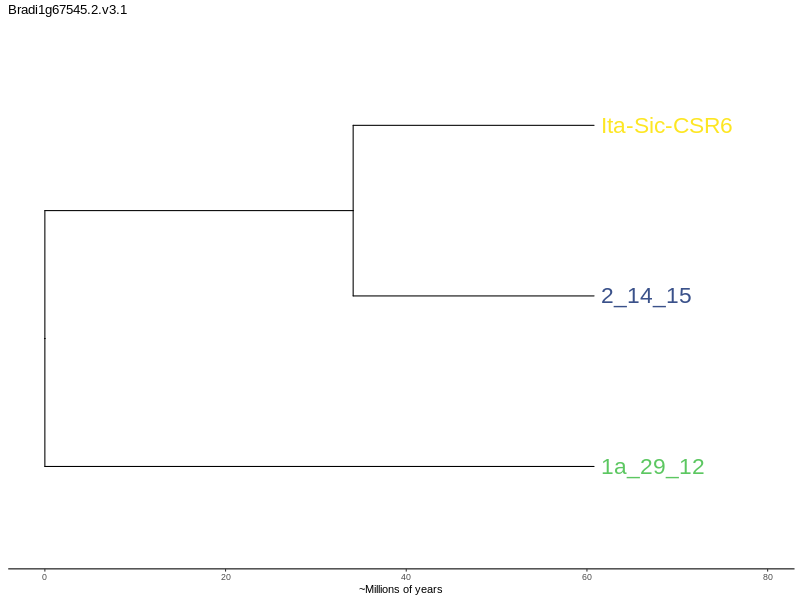 Bradi1g67545.2.v3.1
Ita-Sic-CSR6
2_14_15
1a_29_12
0 20 40 60 80
~Millions of years